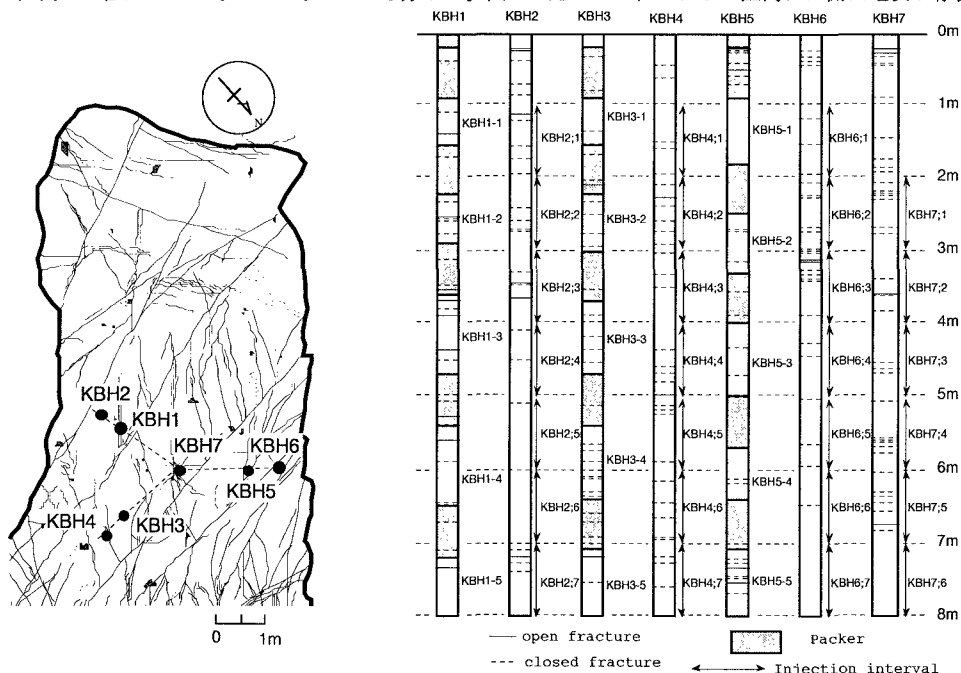 KBH1 KBH2 KBH3 KBH4 KBH5 KBH6 KBH7
0m
1m
KBH1-1 KBH2;1 KBH3-1 KBH4;1 KBH5-1 KBH6;1
2m
KBH1-2 KBH2;2 KBH3-2 KBH4;2 KBH5-2 KBH6;2 KBH7;1
3m
KBH2;3 KBH4;3 KBH6;3 KBH7;2
4m
KBH1-3 KBH2;4 KBH3-3 KBH4;4 KBH5-3 KBH6;4 KBH7;3
5m
KBH2;5 KBH3-4 KBH4;5 KBH6;5 KBH7;4
6m
KBH1-4 KBH2;6 KBH4;6 KBH5-4 KBH6;6 KBH7;5
7m
KBH1-5 KBH2;7 KBH3-5 KBH4;7 KBH5-5 KBH6;7 KBH7;6
8m
open fracture
closed fracture
Packer
Injection interval
N
KBH2
KBH1
KBH7
KBH6
KBH5
KBH4
KBH3
0 1m